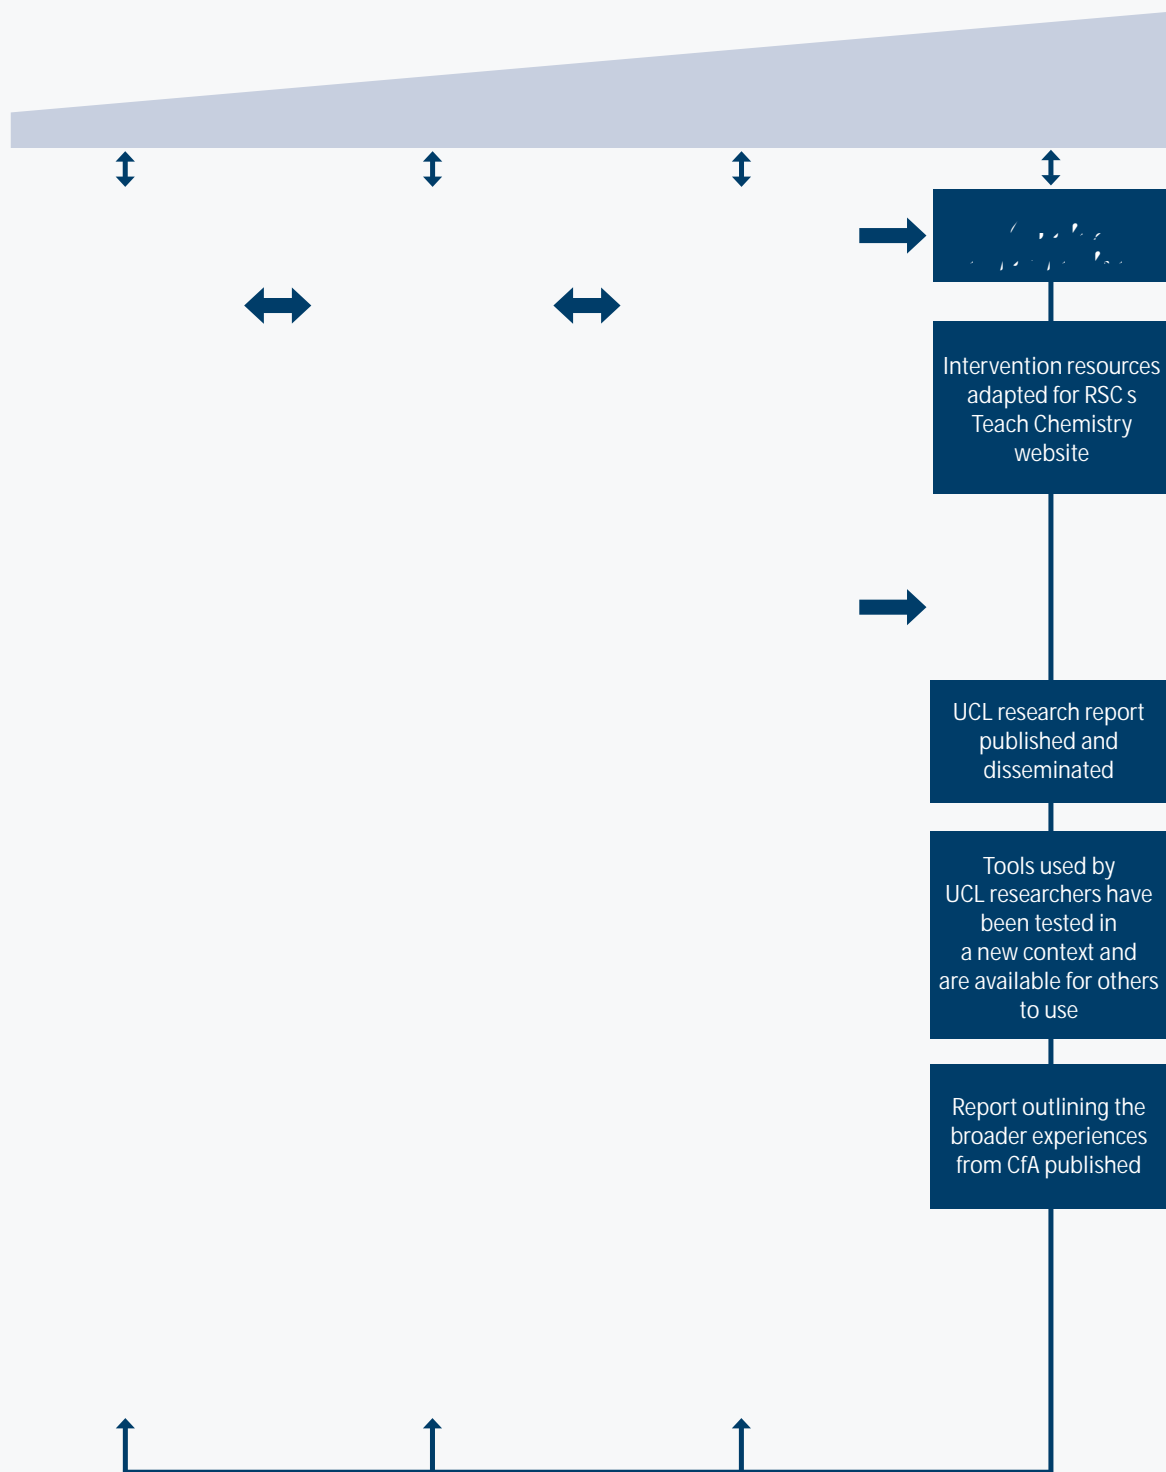 Intervention resources
adapted for RSC s
Teach Chemistry
website
UCL research report
published and
disseminated
Tools used by
UCL researchers have
been tested in
a new context and
are available for others
to use
Report outlining the
broader experiences
from CfA published